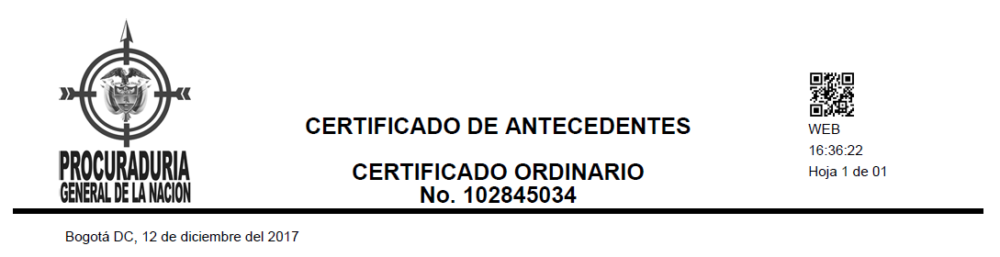 PROCURADURIA
GENERAL DE LA NACION
CERTIFICADO DE ANTECEDENTES
CERTIFICADO ORDINARIO
No. 102845034
WEB
16:36:22
Hoja 1 de 01
Bogotá DC, 12 de diciembre del 2017